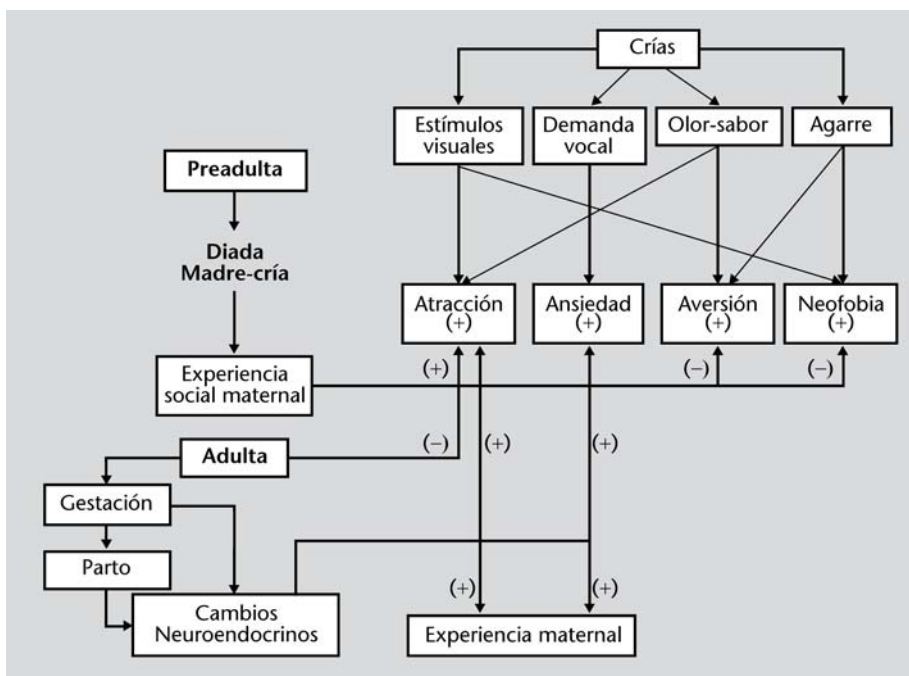 Crías
Estímulos
visuales
Demanda
vocal
Olor-sabor
Agarre
Preadulta
Diada
Madre-cría
Atracción
(+)
Ansiedad
(+)
Aversión
(+)
Neofobia
(+)
Experiencia
social maternal
(+)
(−)
(−)
Adulta
(−)
(+)
(+)
Gestación
Parto
Cambios
Neuroendocrinos
(+)
(+)
Experiencia maternal